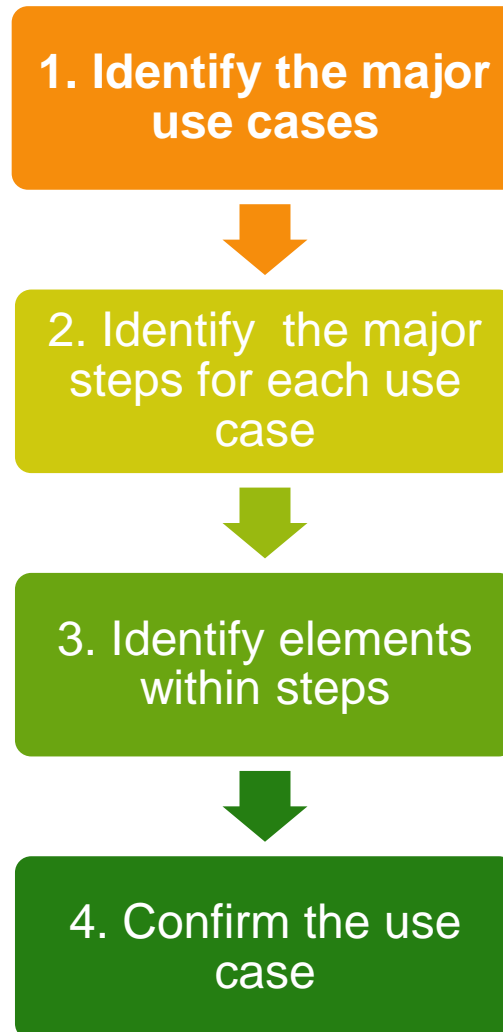 1. Identify the major
use cases
2. Identify  the major
steps for each use
case
3. Identify elements
within steps
4. Confirm the use
case